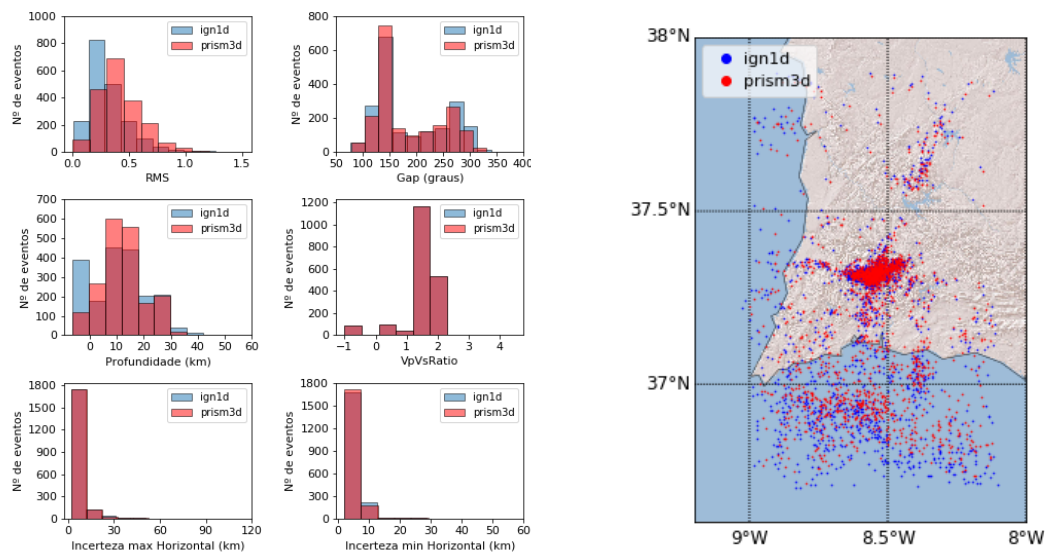 1000
800
600
400
200
0
Nº de eventos
ign1d
prism3d
0.0 0.5 1.0 1.5
RMS
800
600
400
200
0
Nº de eventos
ign1d
prism3d
50 100 150 200 250 300 350 400
Gap (graus)
700
600
500
400
300
200
100
0
Nº de eventos
ign1d
prism3d
0 10 20 30 40 50 60
Profundidade (km)
1200
1000
800
600
400
200
0
Nº de eventos
ign1d
prism3d
−1 0 1 2 3 4
VpVsRatio
1800
1500
1200
900
600
300
0
Nº de eventos
ign1d
prism3d
0 30 60 90 120
Incerteza max Horizontal (km)
1800
1500
1200
900
600
300
0
Nº de eventos
ign1d
prism3d
0 10 20 30 40 50 60
Incerteza min Horizontal (km)
38°N
ign1d
prism3d
37.5°N
37°N
9°W 8.5°W 8°W